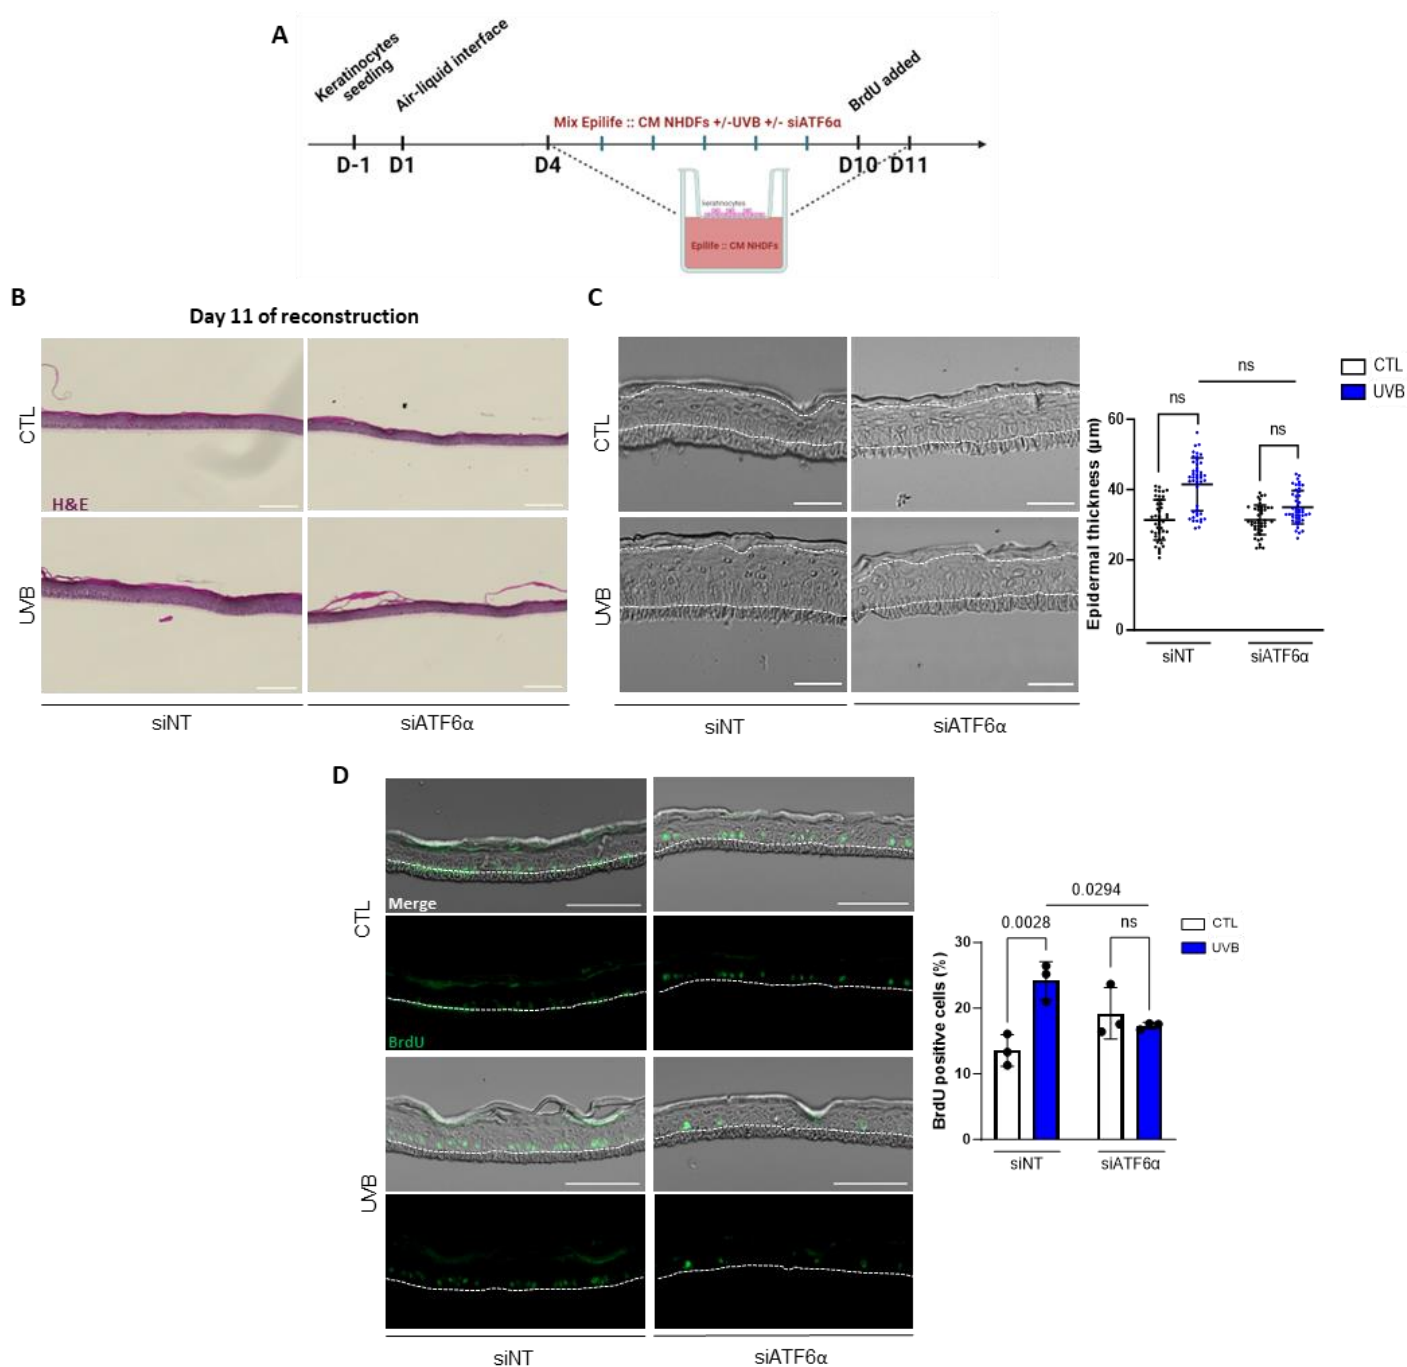 A
Keratinocytes
seeding
Air-liquid interface
BrdU added
Mix Epilife :: CM NHDFs +/-UVB +/- siATF6α
D-1 D1 D4 D10 D11
keratinocytes
Epilife :: CM NHDFs
B
Day 11 of reconstruction
CTL
H&E
UVB
siNT siATF6α
C
CTL
UVB
siNT siATF6α
ns
ns
ns
CTL
UVB
Epidermal thickness (µm)
60
40
20
0
siNT siATF6α
D
CTL
Merge
BrdU
UVB
siNT siATF6α
0.0294
0.0028 ns
CTL
UVB
BrdU positive cells (%)
30
20
10
0
siNT siATF6α